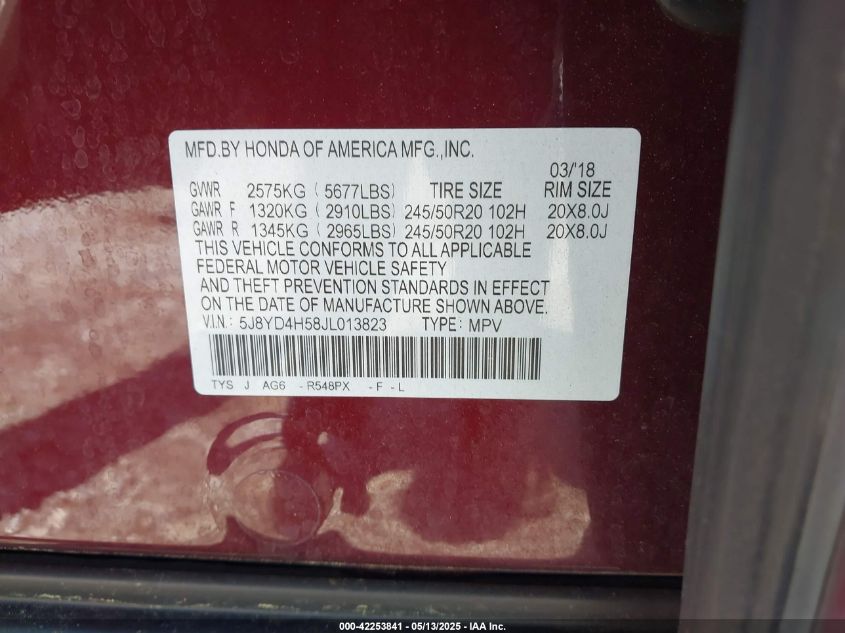 MFD.BY HONDA OF AMERICA MFG.,INC.
03/'18
GVWR 2575KG ( 5677LBS) TIRE SIZE RIM SIZE
GAWR F 1320KG ( 2910LBS) 245/50R20 102H 20X8.0J
GAWR R 1345KG ( 2965LBS) 245/50R20 102H 20X8.0J
THIS VEHICLE CONFORMS TO ALL APPLICABLE
FEDERAL MOTOR VEHICLE SAFETY
AND THEFT PREVENTION STANDARDS IN EFFECT
ON THE DATE OF MANUFACTURE SHOWN ABOVE.
V.I.N.: 5J8YD4H58JL013823 TYPE: MPV
TYS J AG6 - R548PX - F - L
000-42253841 | 05/13/2025 | IAA Inc.